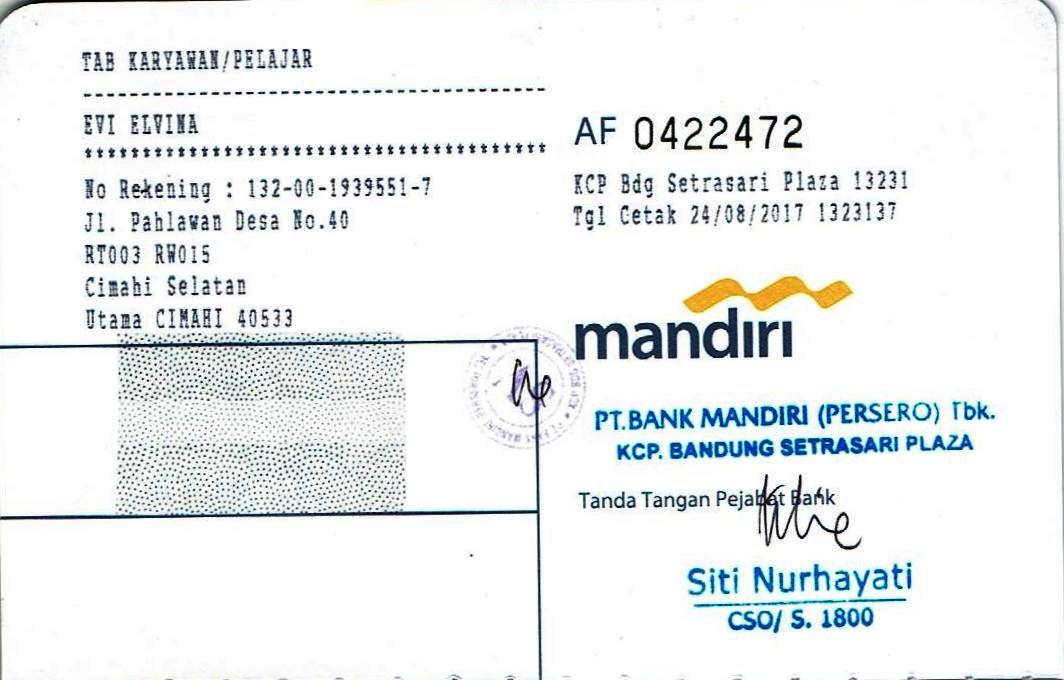 TAB KARYAWAN/PELAJAR
----------------------------------------
EVI ELVINA
****************************************
No Rekening : 132-00-1939551-7
Jl. Pahlawan Desa No.40
RT003 RW015
Cimahi Selatan
Utama CIMAHI 40533
AF 0422472
KCP Bdg Setrasari Plaza 13231
Tgl Cetak 24/08/2017 1323137
mandiri
PT.BANK MANDIRI (PERSERO) Tbk.
KCP. BANDUNG SETRASARI PLAZA
Tanda Tangan Pejabat Bank
Siti Nurhayati
CSO/ S. 1800